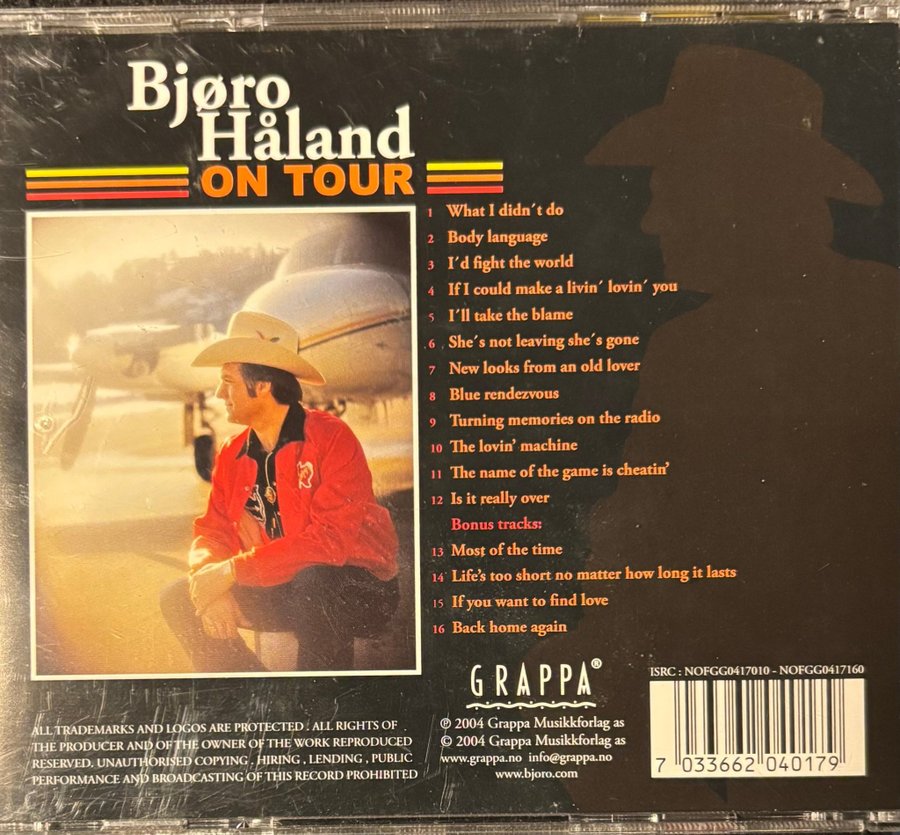 Bjøro
Håland
ON TOUR
1 What I didn´t do
2 Body language
3 I´d fight the world
4 If I could make a livin´ lovin´ you
5 I´ll take the blame
6 She´s not leaving she´s gone
7 New looks from an old lover
8 Blue rendezvous
9 Turning memories on the radio
10 The lovin’ machine
11 The name of the game is cheatin’
12 Is it really over
Bonus tracks:
13 Most of the time
14 Life’s too short no matter how long it lasts
15 If you want to find love
16 Back home again
GRAPPA®
℗ 2004 Grappa Musikkforlag as
© 2004 Grappa Musikkforlag as
www.grappa.no info@grappa.no
www.bjoro.com
ISRC : NOFGG0417010 - NOFGG0417160
7 033662 040179
ALL TRADEMARKS AND LOGOS ARE PROTECTED . ALL RIGHTS OF
THE PRODUCER AND OF THE OWNER OF THE WORK REPRODUCED
RESERVED. UNAUTHORISED COPYING , HIRING , LENDING , PUBLIC
PERFORMANCE AND BROADCASTING OF THIS RECORD PROHIBITED